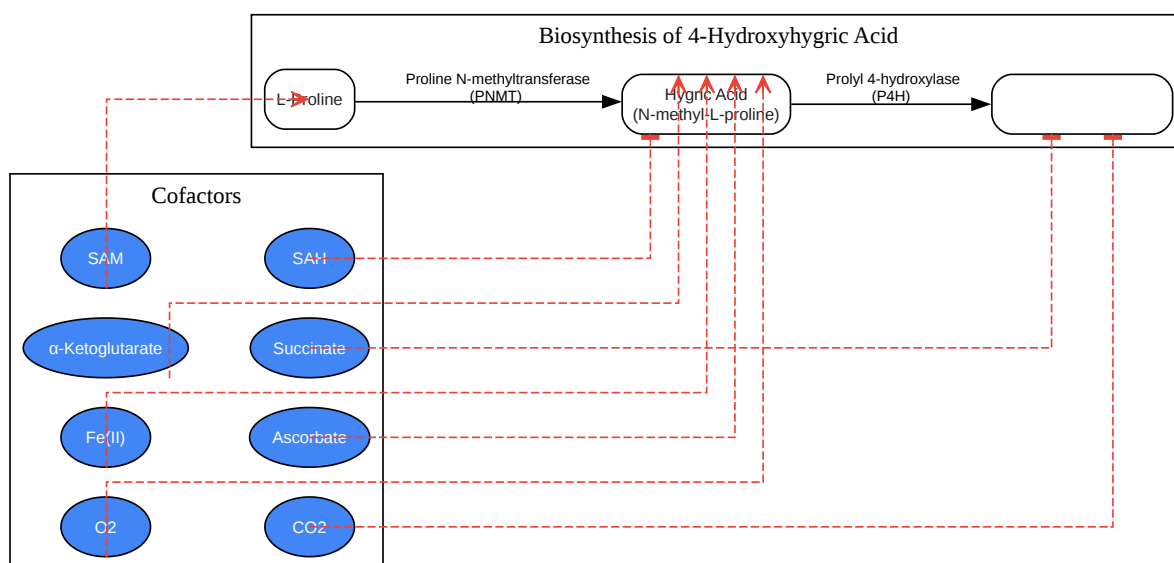 Biosynthesis of 4-Hydroxyhygric Acid
L-Proline
Proline N-methyltransferase
(PNMT)
Hygric Acid
(N-methyl-L-proline)
Prolyl 4-hydroxylase
(P4H)
Cofactors
SAM
SAH
α-Ketoglutarate
Succinate
Fe(II)
Ascorbate
O2
CO2